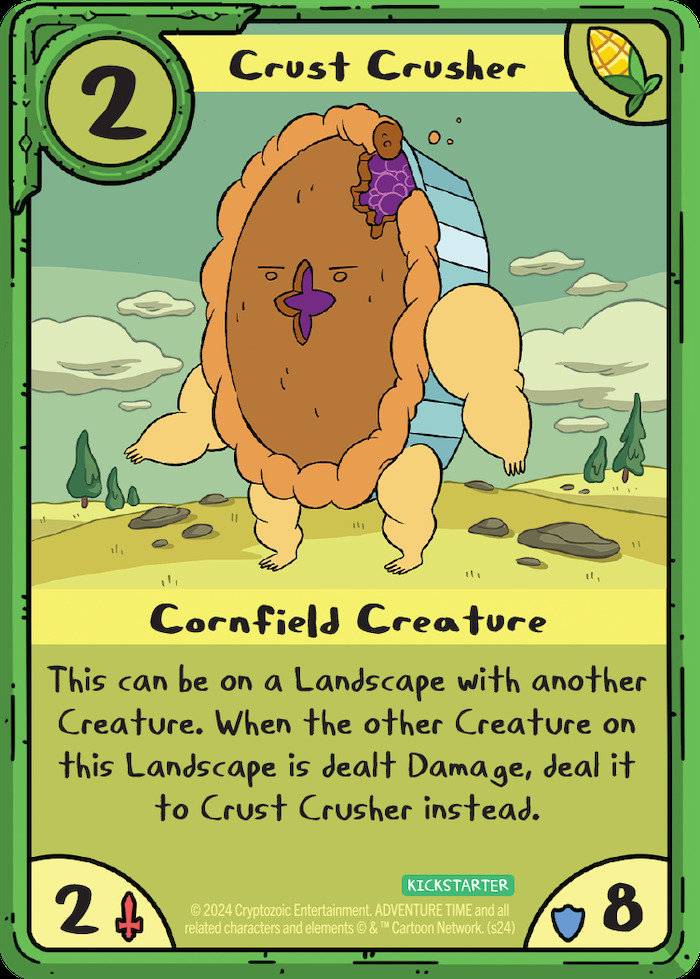 2
Crust Crusher
Cornfield Creature
This can be on a Landscape with another
Creature. When the other Creature on
this Landscape is dealt Damage, deal it
to Crust Crusher instead.
KICKSTARTER
2
© 2024 Cryptozoic Entertainment. ADVENTURE TIME and all
related characters and elements © & ™ Cartoon Network. (s24)
8